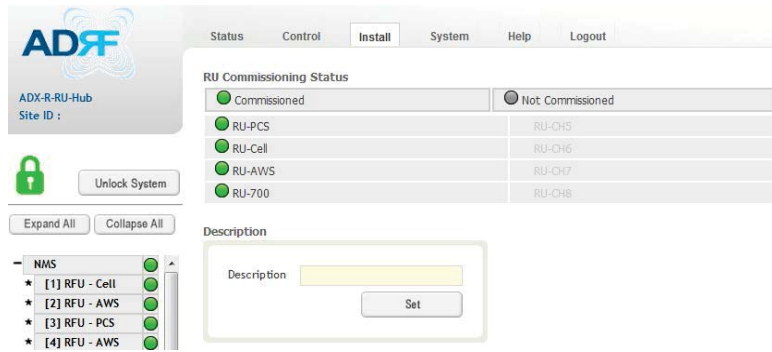 ADRF
Status Control Install System Help Logout
RU Commissioning Status
ADX-R-RU-Hub
Site ID :
Commissioned Not Commissioned
RU-PCS RU-CH5
RU-Cell RU-CH6
RU-AWS RU-CH7
RU-700 RU-CH8
Unlock System
Expand All Collapse All
Description
Description
Set
NMS
[1] RFU - Cell
[2] RFU - AWS
[3] RFU - PCS
[4] RFU - AWS